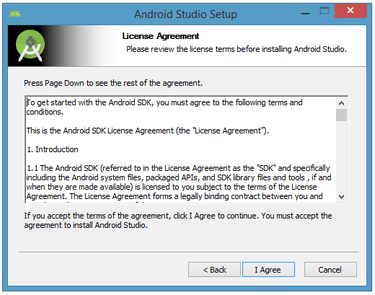 Android Studio Setup
License Agreement
Please review the license terms before installing Android Studio.
Press Page Down to see the rest of the agreement.
To get started with the Android SDK, you must agree to the following terms and
conditions.
This is the Android SDK License Agreement (the "License Agreement").
1. Introduction
1.1 The Android SDK (referred to in the License Agreement as the "SDK" and specifically
including the Android system files, packaged APIs, and SDK library files and tools , if and
when they are made available) is licensed to you subject to the terms of the License
Agreement. The License Agreement forms a legally binding contract between you and
If you accept the terms of the agreement, click I Agree to continue. You must accept the
agreement to install Android Studio.
< Back
I Agree
Cancel